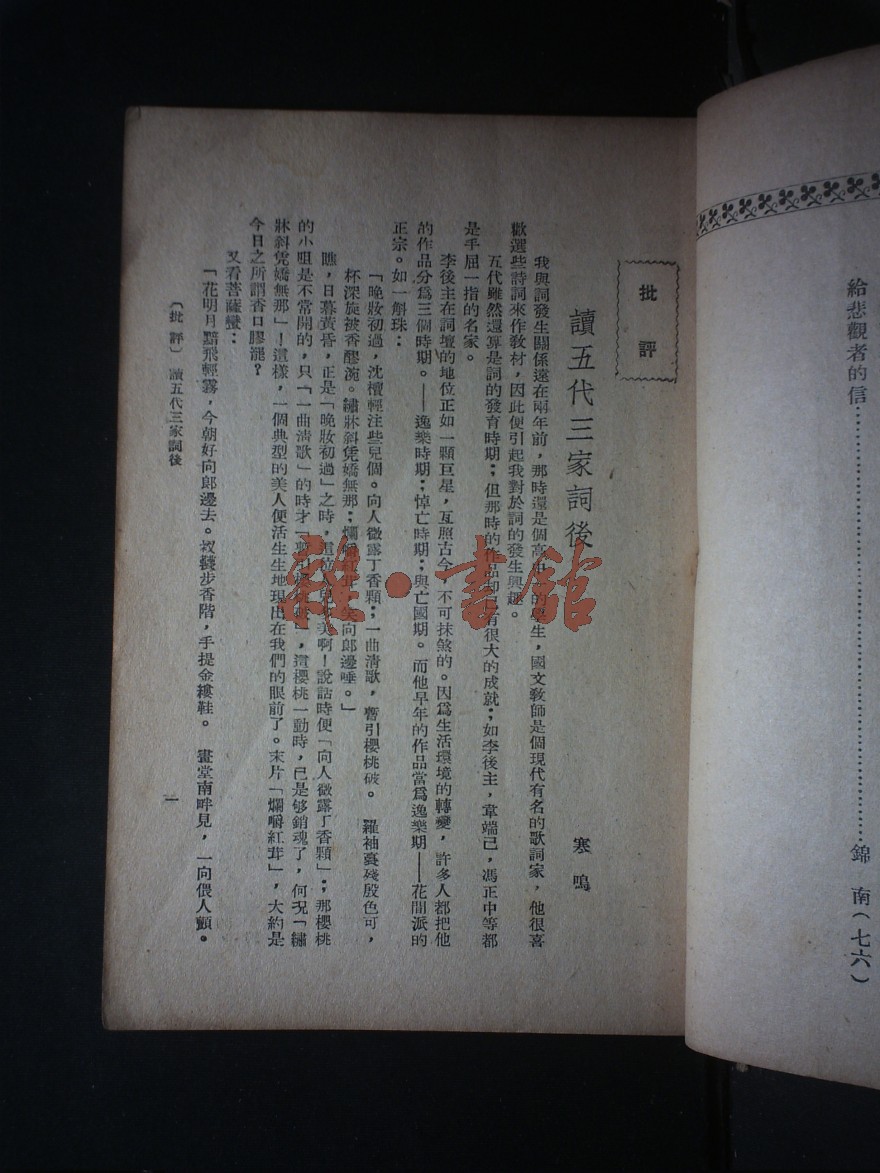 給悲觀者的信………………………………錦 南(七六)
批 評
讀五代三家詞後
寒 鳴
我與詞發生關係遠在兩年前,那時還是個高中的學生,國文教師是個現代有名的歌詞家,他很喜
歡選些詩詞來作教材,因此便引起我對於詞的發生興趣。
五代雖然還算是詞的發育時期;但那時的作品却已有很大的成就;如李後主,韋端己,馮正中等都
是手屈一指的名家。
李後主在詞壇的地位正如一顆巨星,亙照古今,不可抹煞的。因爲生活環境的轉變,許多人都把他
的作品分爲三個時期。——逸樂時期;悼亡時期;與亡國期。而他早年的作品當爲逸樂期——花間派的
正宗。如一斛珠:
「晚妝初過,沈檀輕注些兒個。向人微露丁香顆;一曲清歌,暫引櫻桃破。 羅袖裛殘殷色可,
杯深旋被香醪涴。繡牀斜凭嬌無那;爛嚼紅茸,笑向郎邊唾。」
瞧,日暮黃昏,正是「晚妝初過」之時,這位 兒 美啊!說話時便「向人微露丁香顆」;那櫻桃
的小咀是不常開的,只「一曲清歌」的時才「暫引櫻桃破」,這櫻桃一動時,已是够銷魂了,何况「繡
牀斜凭嬌無那」!這樣,一個典型的美人便活生生地現出在我們的眼前了。末片「爛嚼紅茸」,大約是
今日之所謂香口膠罷?
又看菩薩蠻:
「花明月黯飛輕霧,今朝好向郎邊去。 步香階,手提金縷鞋。 畫堂南畔見,一向偎人顫。
〔批 評〕 讀五代三家詞後
一
雜·書館